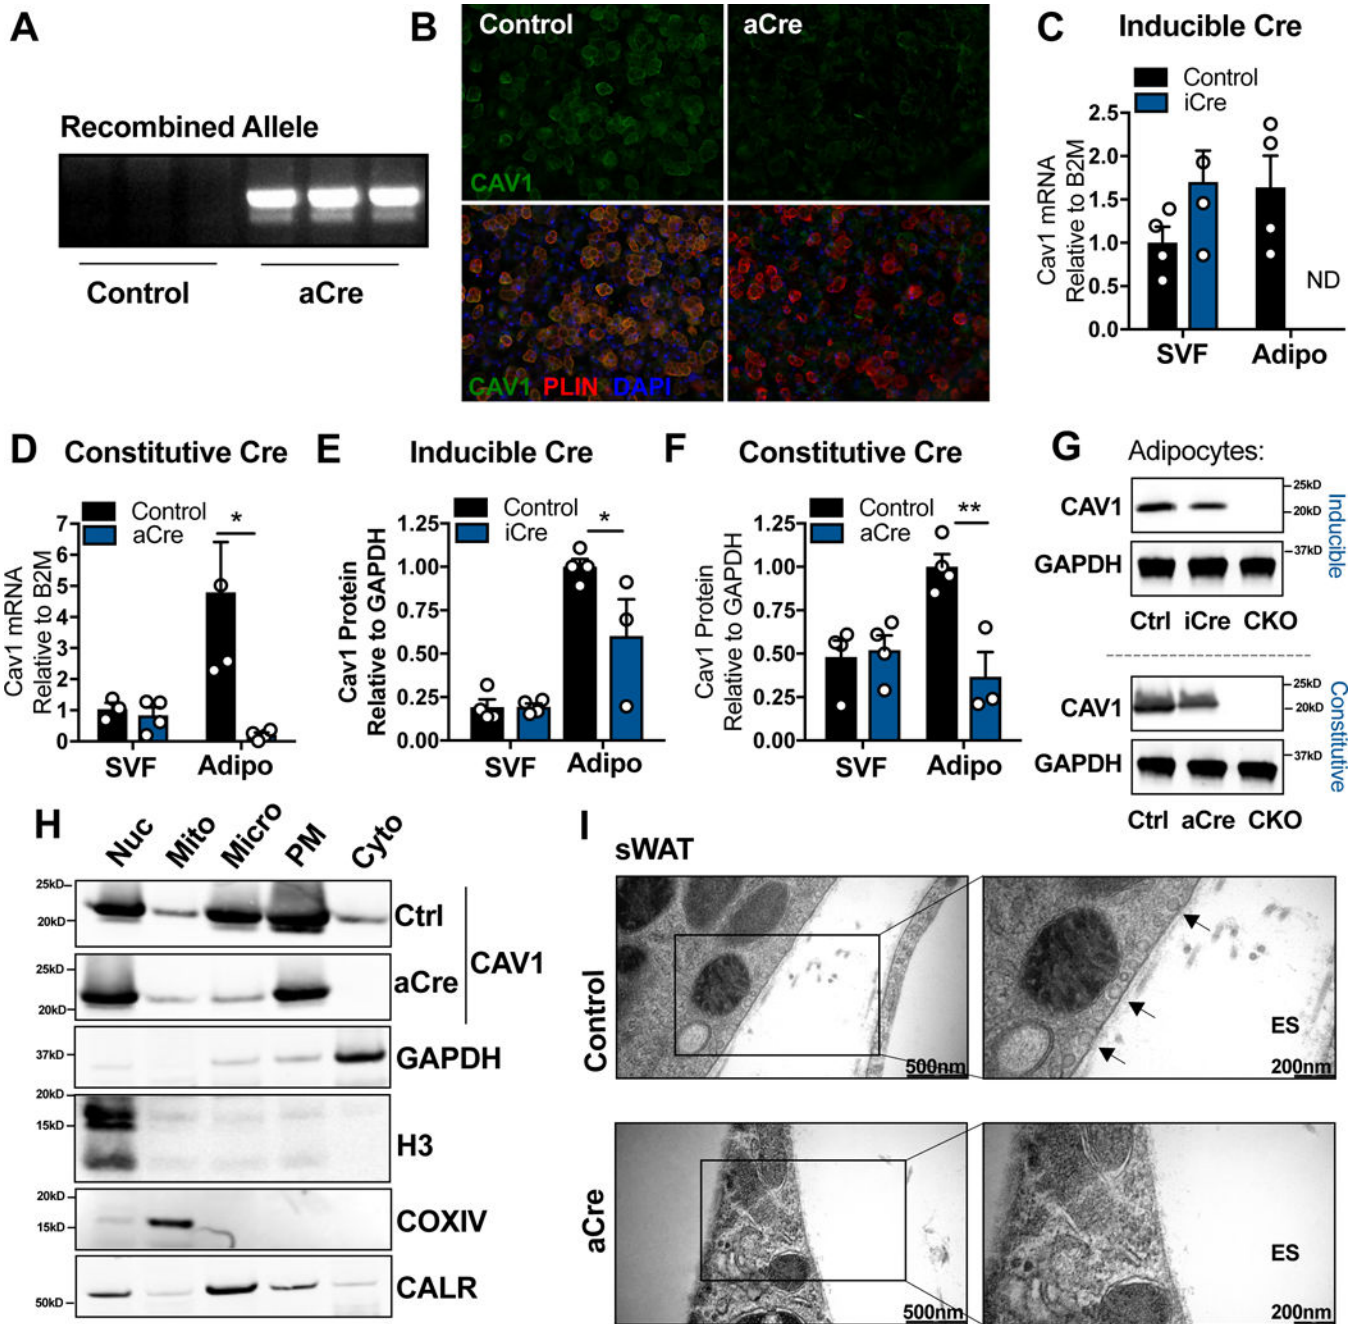 A
Recombined Allele
Control
aCre
B
Control
aCre
CAV1
CAV1 PLIN DAPI
C
Inducible Cre
Control
iCre
Cav1 mRNA
Relative to B2M
2.5
2.0
1.5
1.0
0.5
0.0
ND
SVF
Adipo
D
Constitutive Cre
Control
aCre
Cav1 mRNA
Relative to B2M
7
6
5
4
3
2
1
0
*
SVF
Adipo
E
Inducible Cre
Control
iCre
Cav1 Protein
Relative to GAPDH
1.25
1.00
0.75
0.50
0.25
0.00
*
SVF
Adipo
F
Constitutive Cre
Control
aCre
Cav1 Protein
Relative to GAPDH
1.25
1.00
0.75
0.50
0.25
0.00
**
SVF
Adipo
G
Adipocytes:
CAV1
25kD
20kD
GAPDH
37kD
Inducible
Ctrl iCre CKO
CAV1
25kD
20kD
GAPDH
37kD
Constitutive
Ctrl aCre CKO
H
Nuc
Mito
Micro
PM
Cyto
25kD
20kD
Ctrl
25kD
20kD
aCre
CAV1
37kD
GAPDH
20kD
15kD
H3
20kD
15kD
COXIV
50kD
CALR
I
sWAT
Control
500nm
ES
200nm
aCre
500nm
ES
200nm